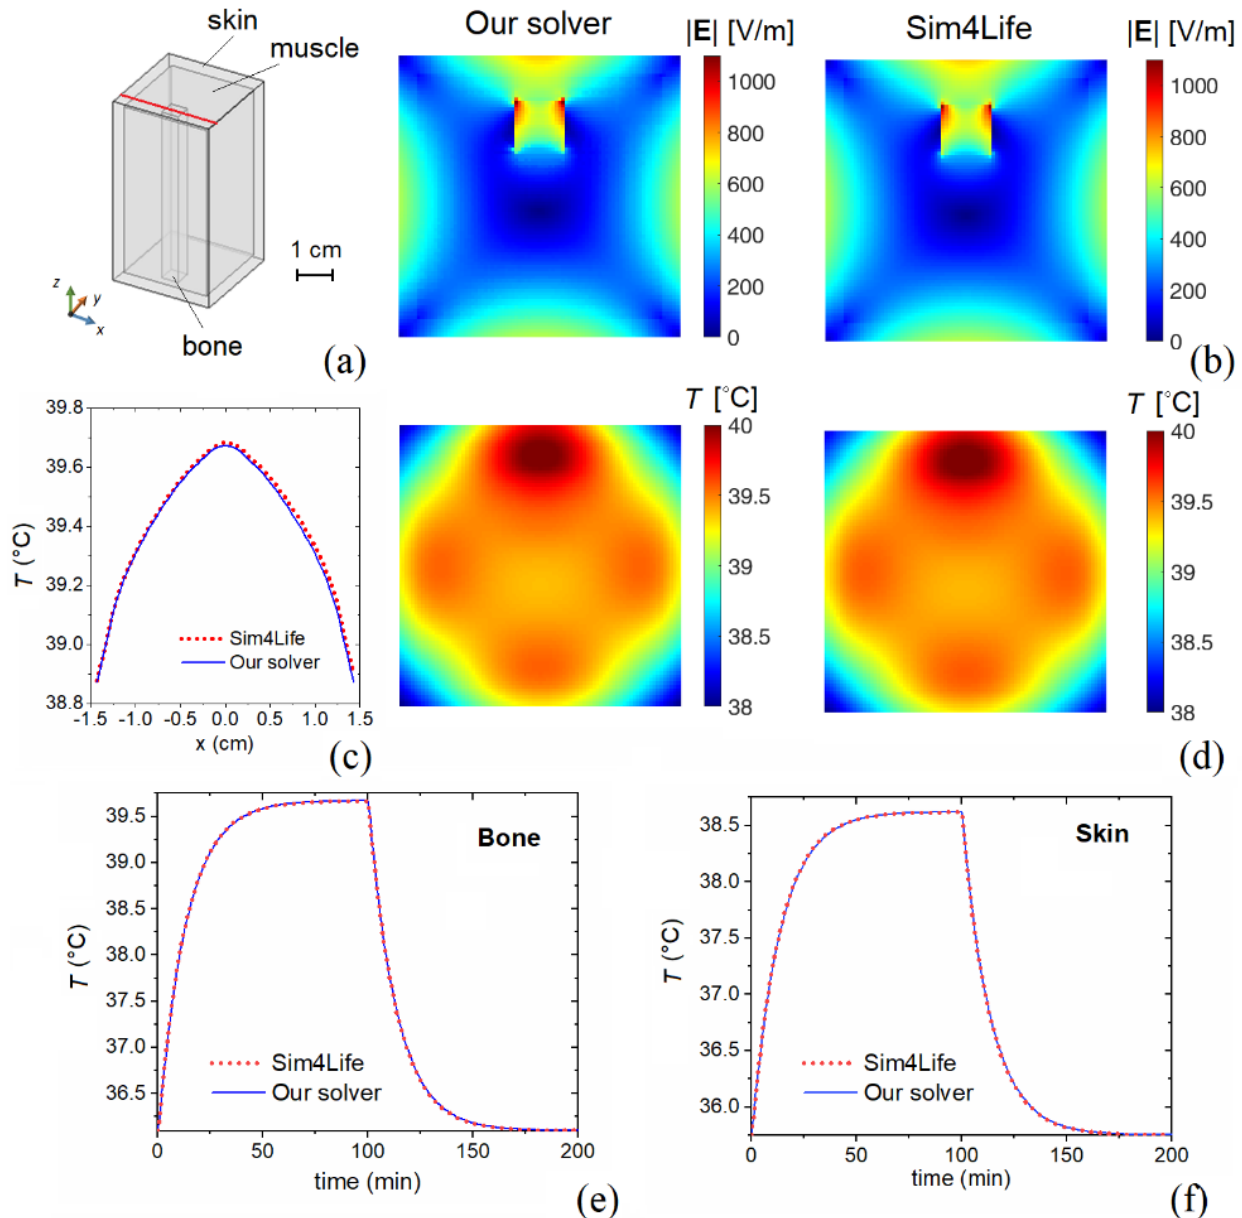 skin
muscle
bone
1 cm
z
y
x
(a)
Our solver
|E| [V/m]
1000
800
600
400
200
0
Sim4Life
|E| [V/m]
1000
800
600
400
200
0
(b)
39.8
39.6
39.4
39.2
39.0
38.8
T (°C)
Sim4Life
Our solver
-1.5 -1.0 -0.5 0.0 0.5 1.0 1.5
x (cm)
(c)
T [°C]
40
39.5
39
38.5
38
T [°C]
40
39.5
39
38.5
38
(d)
39.5
39.0
38.5
38.0
37.5
37.0
36.5
T (°C)
Bone
Sim4Life
Our solver
0 50 100 150 200
time (min)
(e)
38.5
38.0
37.5
37.0
36.5
36.0
T (°C)
Skin
Sim4Life
Our solver
0 50 100 150 200
time (min)
(f)